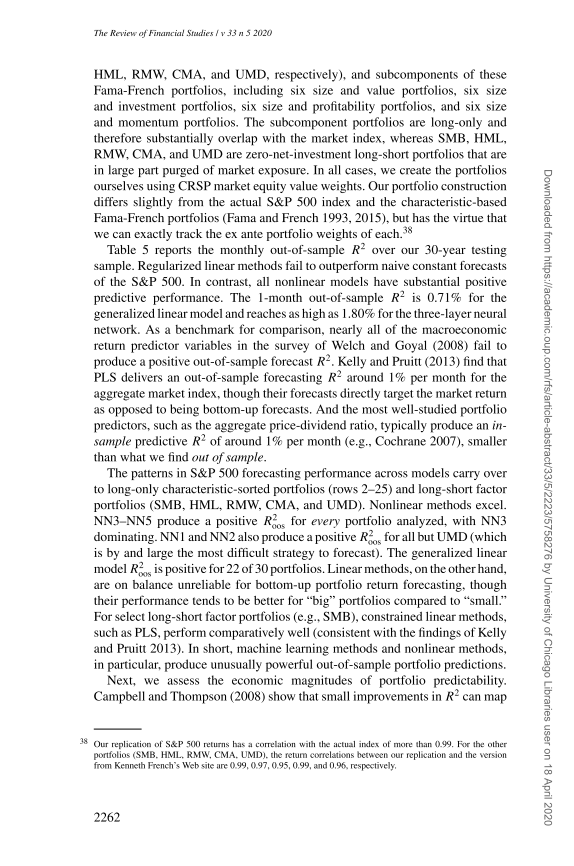 The Review of Financial Studies / v 33 n 5 2020
HML, RMW, CMA, and UMD, respectively), and subcomponents of these
Fama-French portfolios, including six size and value portfolios, six size
and investment portfolios, six size and profitability portfolios, and six size
and momentum portfolios. The subcomponent portfolios are long-only and
therefore substantially overlap with the market index, whereas SMB, HML,
RMW, CMA, and UMD are zero-net-investment long-short portfolios that are
in large part purged of market exposure. In all cases, we create the portfolios
ourselves using CRSP market equity value weights. Our portfolio construction
differs slightly from the actual S&P 500 index and the characteristic-based
Fama-French portfolios (Fama and French 1993, 2015), but has the virtue that
we can exactly track the ex ante portfolio weights of each.38
Table 5 reports the monthly out-of-sample R2 over our 30-year testing
sample. Regularized linear methods fail to outperform naive constant forecasts
of the S&P 500. In contrast, all nonlinear models have substantial positive
predictive performance. The 1-month out-of-sample R2 is 0.71% for the
generalized linear model and reaches as high as 1.80% for the three-layer neural
network. As a benchmark for comparison, nearly all of the macroeconomic
return predictor variables in the survey of Welch and Goyal (2008) fail to
produce a positive out-of-sample forecast R2. Kelly and Pruitt (2013) find that
PLS delivers an out-of-sample forecasting R2 around 1% per month for the
aggregate market index, though their forecasts directly target the market return
as opposed to being bottom-up forecasts. And the most well-studied portfolio
predictors, such as the aggregate price-dividend ratio, typically produce an in-
sample predictive R2 of around 1% per month (e.g., Cochrane 2007), smaller
than what we find out of sample.
The patterns in S&P 500 forecasting performance across models carry over
to long-only characteristic-sorted portfolios (rows 2–25) and long-short factor
portfolios (SMB, HML, RMW, CMA, and UMD). Nonlinear methods excel.
NN3–NN5 produce a positive R2oos for every portfolio analyzed, with NN3
dominating. NN1 and NN2 also produce a positive R2oos for all but UMD (which
is by and large the most difficult strategy to forecast). The generalized linear
model R2oos is positive for 22 of 30 portfolios. Linear methods, on the other hand,
are on balance unreliable for bottom-up portfolio return forecasting, though
their performance tends to be better for “big” portfolios compared to “small.”
For select long-short factor portfolios (e.g., SMB), constrained linear methods,
such as PLS, perform comparatively well (consistent with the findings of Kelly
and Pruitt 2013). In short, machine learning methods and nonlinear methods,
in particular, produce unusually powerful out-of-sample portfolio predictions.
Next, we assess the economic magnitudes of portfolio predictability.
Campbell and Thompson (2008) show that small improvements in R2 can map
38 Our replication of S&P 500 returns has a correlation with the actual index of more than 0.99. For the other
portfolios (SMB, HML, RMW, CMA, UMD), the return correlations between our replication and the version
from Kenneth French’s Web site are 0.99, 0.97, 0.95, 0.99, and 0.96, respectively.
2262
Downloaded from https://academic.oup.com/rfs/article-abstract/33/5/2223/5758276 by University of Chicago Libraries user on 18 April 2020